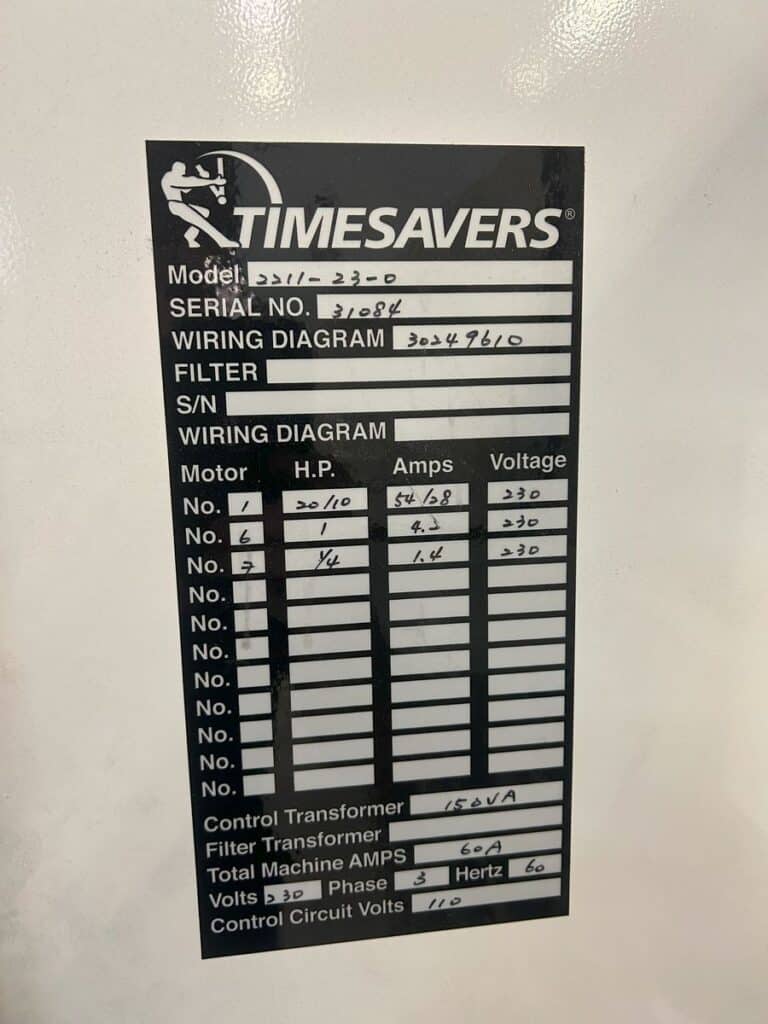 TIMESAVERS®
Model 2211-23-0
SERIAL NO. 31084
WIRING DIAGRAM 30249610
FILTER
S/N
WIRING DIAGRAM
Motor H.P. Amps Voltage
No. 1 20/10 54/28 230
No. 6 1 4.2 230
No. 7 1/4 1.4 230
No.
No.
No.
No.
No.
No.
No.
No.
Control Transformer 150VA
Filter Transformer
Total Machine AMPS 60A
Volts 230 Phase 3 Hertz 60
Control Circuit Volts 110